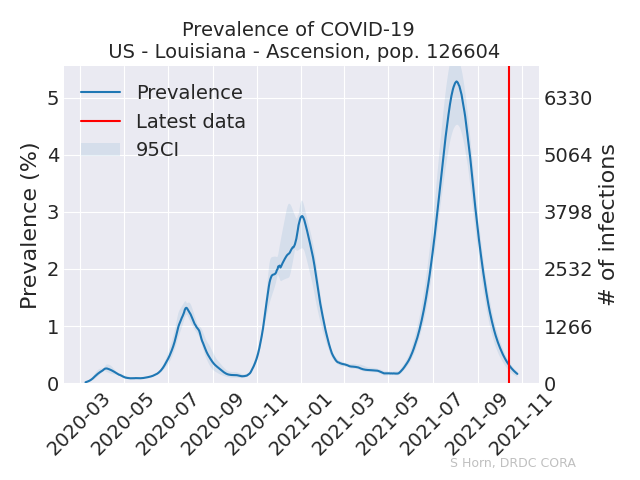 Prevalence of COVID-19
US - Louisiana - Ascension, pop. 126604
Prevalence
Latest data
95CI
Prevalence (%)
5
4
3
2
1
0
6330
5064
3798
2532
1266
0
# of infections
2020-03
2020-05
2020-07
2020-09
2020-11
2021-01
2021-03
2021-05
2021-07
2021-09
2021-11
S Horn, DRDC CORA